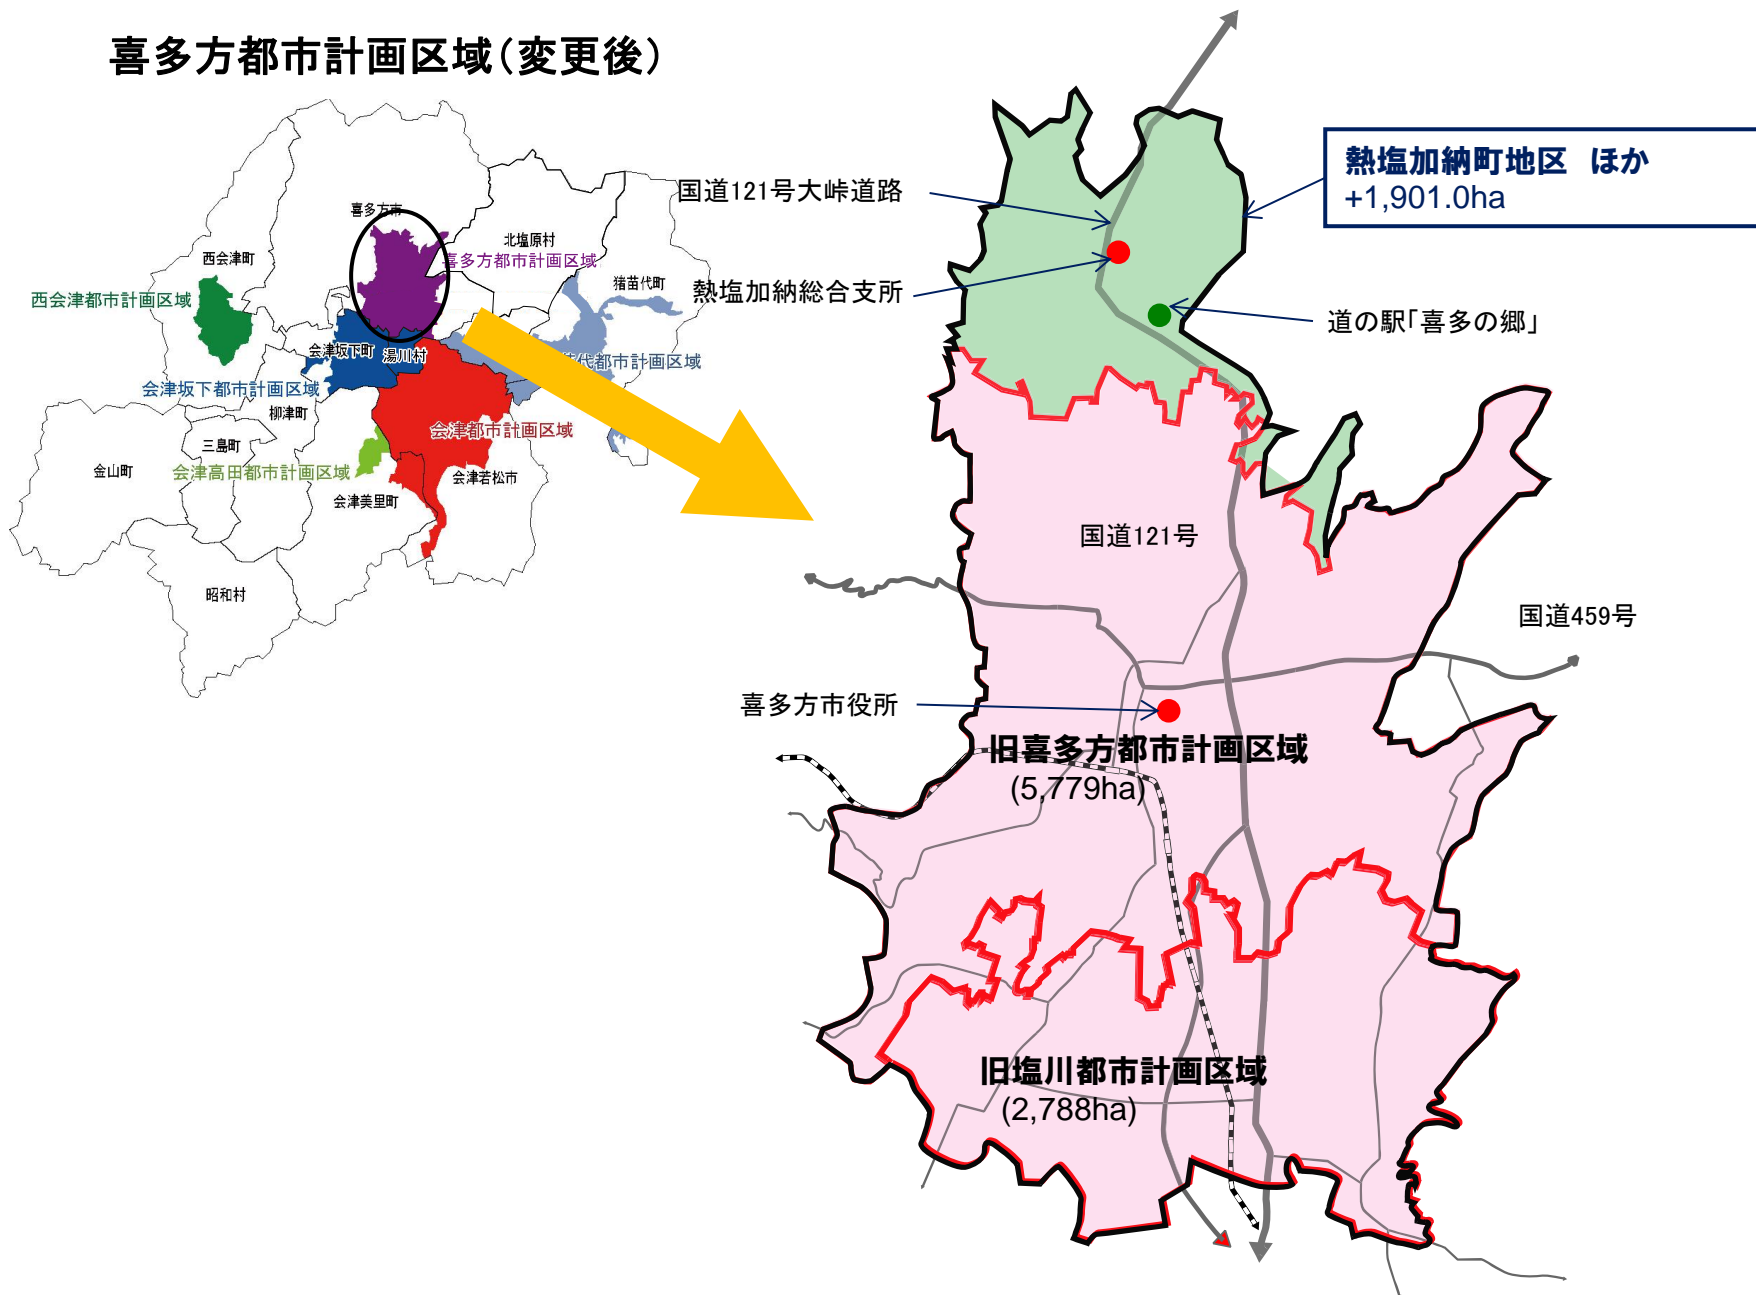 喜多方都市計画区域（変更後）
喜多方市
北塩原村
喜多方都市計画区域
西会津町
猪苗代町
西会津都市計画区域
会津坂下町
湯川村
代都市計画区域
会津坂下都市計画区域
柳津町
三島町
会津都市計画区域
金山町
会津高田都市計画区域
会津若松市
会津美里町
昭和村
熱塩加納町地区　ほか
+1,901.0ha
国道121号大峠道路
熱塩加納総合支所
道の駅「喜多の郷」
国道121号
国道459号
喜多方市役所
旧喜多方都市計画区域
(5,779ha)
旧塩川都市計画区域
(2,788ha)